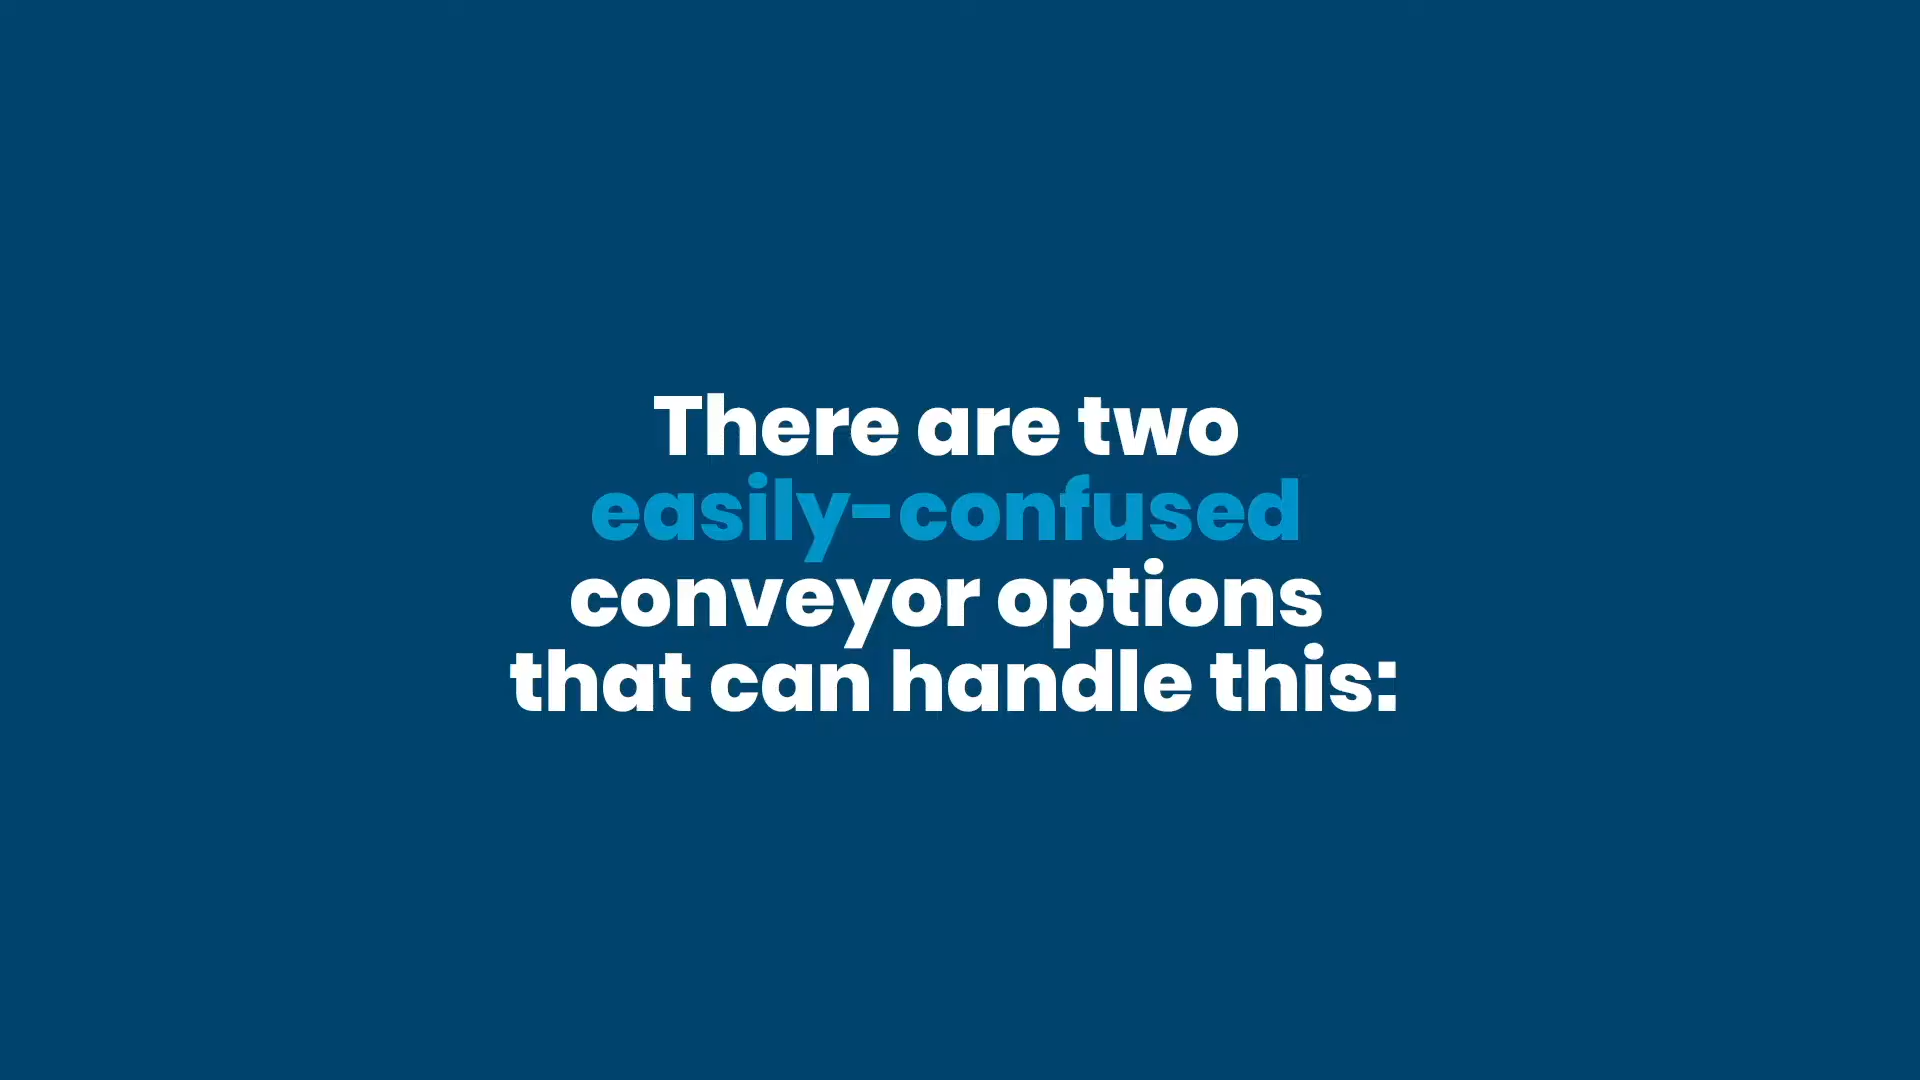 There are two
easily-confused
conveyor options
that can handle this: